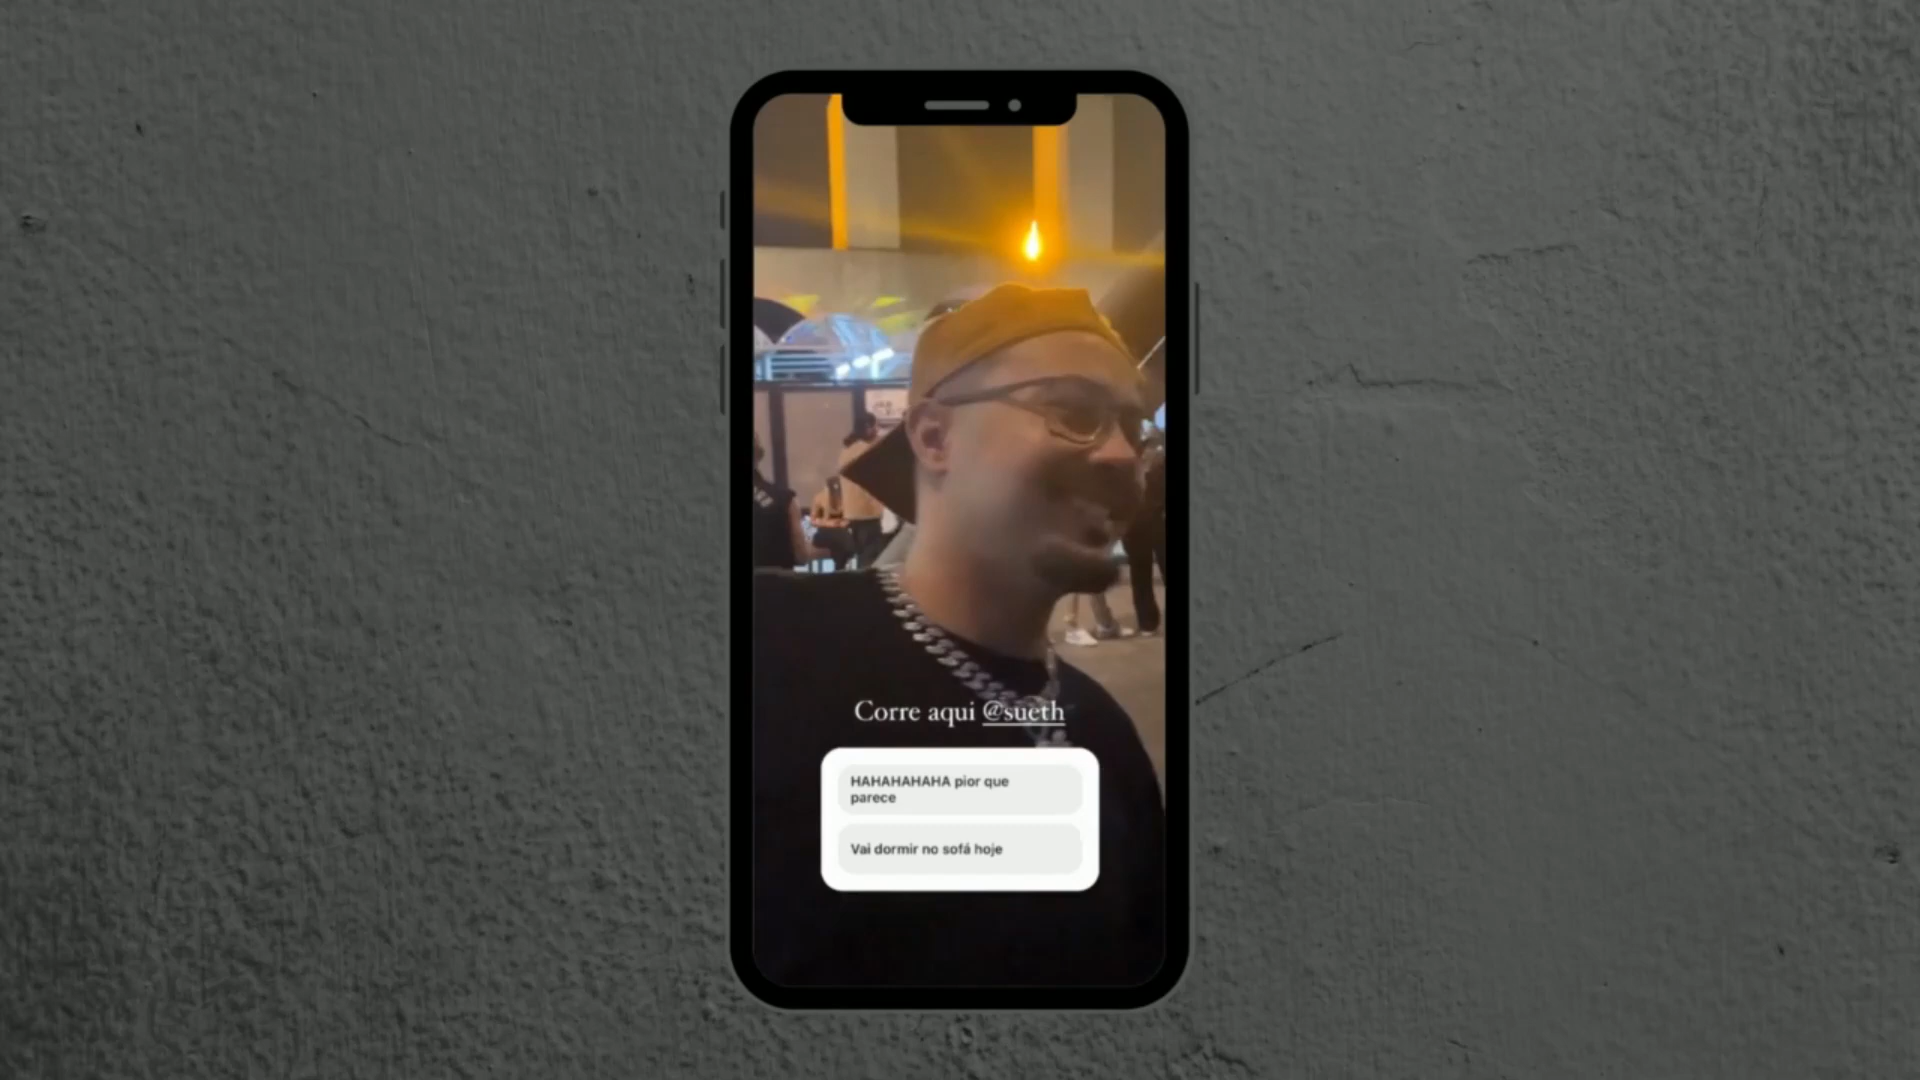 Corre aqui @sueth
HAHAHAHAHA pior que
parece
Vai dormir no sofá hoje